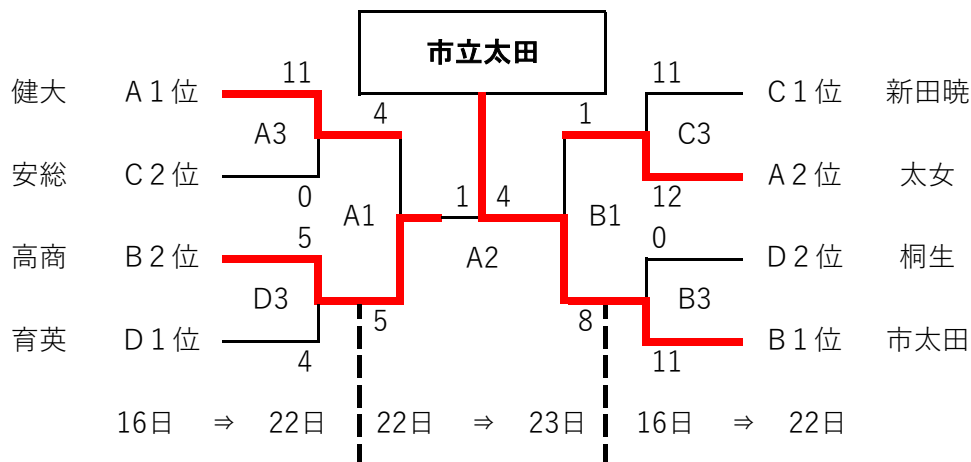 市立太田
健大 A1位 11
A3 4
安総 C2位 0
A1
高商 B2位 5
D3 5
育英 D1位 4
1 4
A2
11 C1位 新田暁
1 C3
12 A2位 太女
B1
0 D2位 桐生
8 B3
11 B1位 市太田
16日 ⇒ 22日 22日 ⇒ 23日 16日 ⇒ 22日